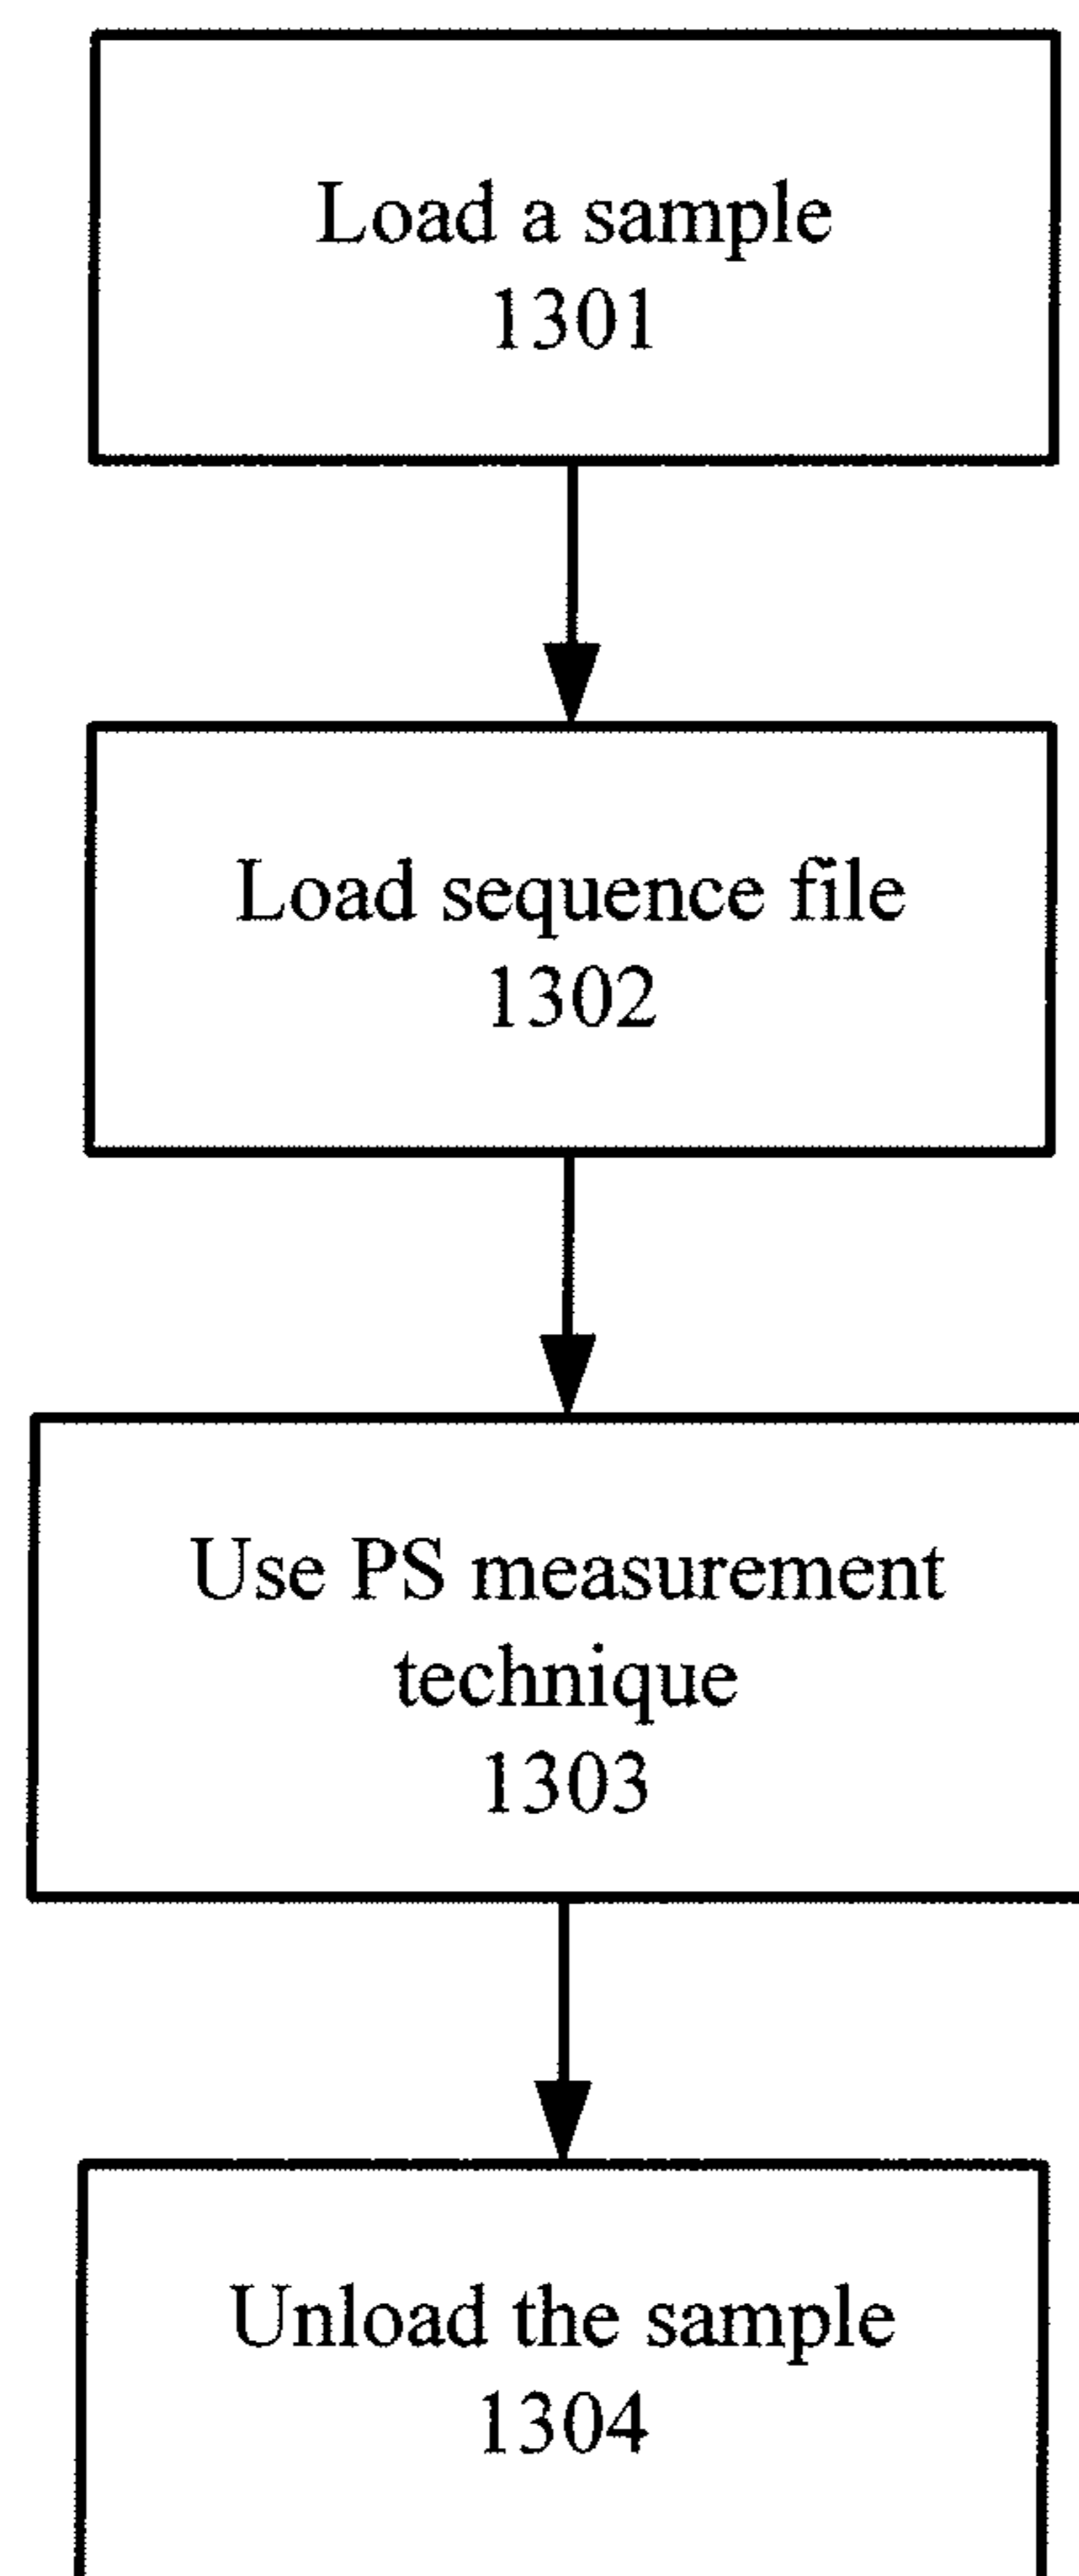 Load a sample
1301
Load sequence file
1302
Use PS measurement
technique
1303
Unload the sample
1304